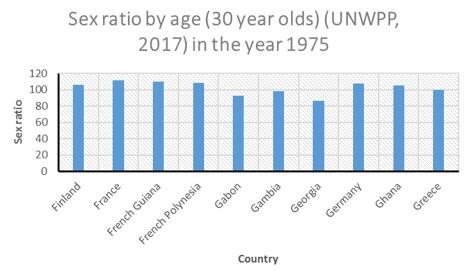 Sex ratio by age (30 year olds) (UNWPP,
2017) in the year 1975
120
100
80
60
40
20
0
Sex ratio
Finland
France
French Guiana
French Polynesia
Gabon
Gambia
Georgia
Germany
Ghana
Greece
Country